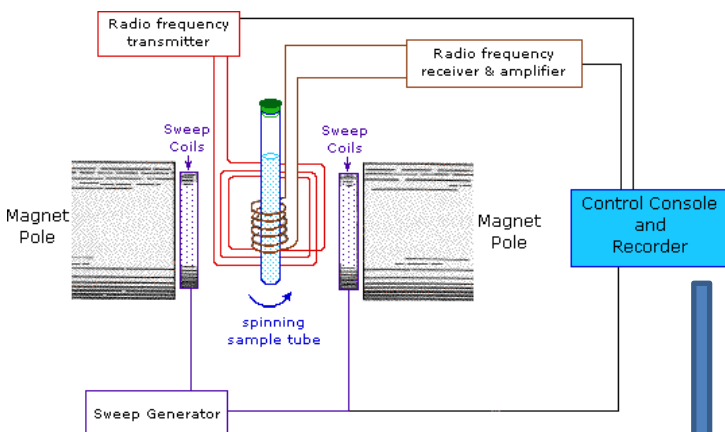 Radio frequency
transmitter
Radio frequency
receiver & amplifier
Sweep
Coils
Sweep
Coils
Magnet
Pole
Magnet
Pole
Control Console
and
Recorder
spinning
sample tube
Sweep Generator